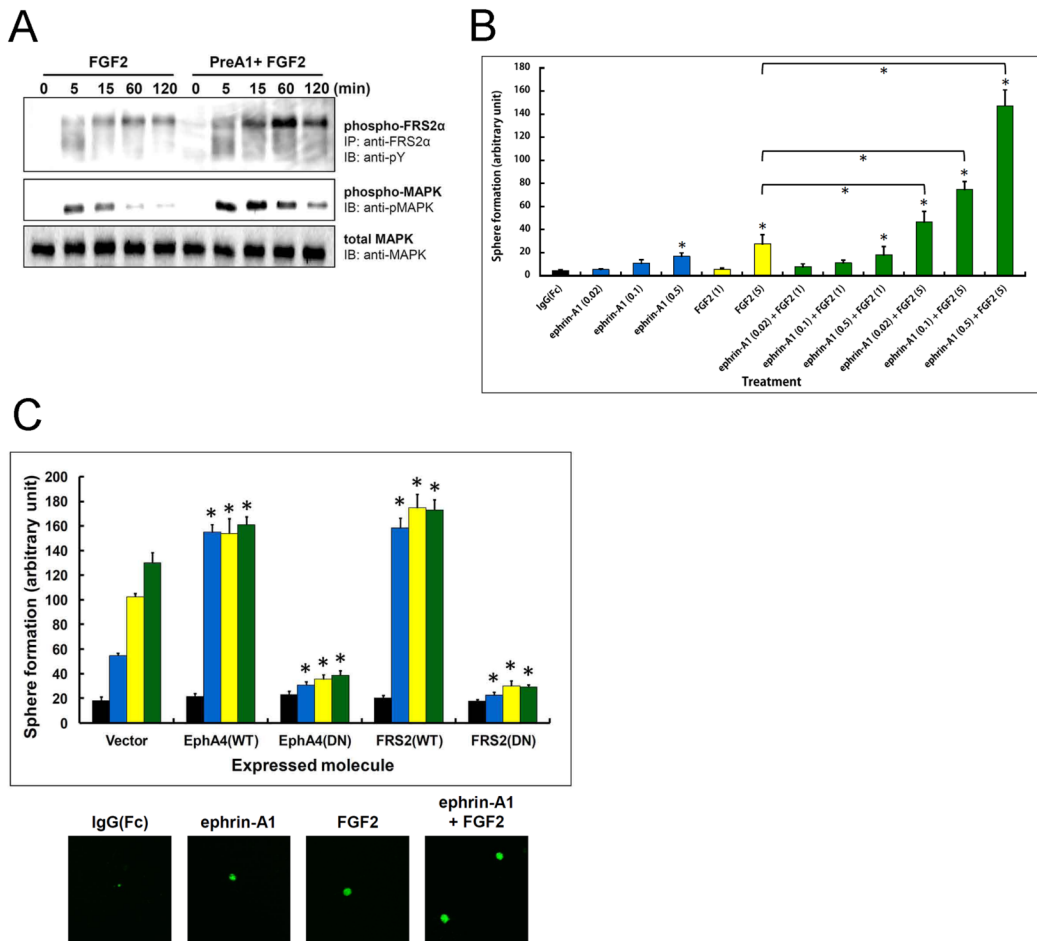 A
FGF2 PreA1+ FGF2
0 5 15 60 120 0 5 15 60 120 (min)
phospho-FRS2α
IP: anti-FRS2α
IB: anti-pY
phospho-MAPK
IB: anti-pMAPK
total MAPK
IB: anti-MAPK
B
Sphere formation (arbitrary unit)
180
160
140
120
100
80
60
40
20
0
*
*
*
* * * * * *
IgG(Fc)
ephrin-A1 (0.02)
ephrin-A1 (0.1)
ephrin-A1 (0.5)
FGF2 (1)
FGF2 (5)
ephrin-A1 (0.02) + FGF2 (1)
ephrin-A1 (0.1) + FGF2 (1)
ephrin-A1 (0.5) + FGF2 (1)
ephrin-A1 (0.02) + FGF2 (5)
ephrin-A1 (0.1) + FGF2 (5)
ephrin-A1 (0.5) + FGF2 (5)
Treatment
C
Sphere formation (arbitrary unit)
200
180
160
140
120
100
80
60
40
20
0
* * *
* * *
* * *
* * *
Vector EphA4(WT) EphA4(DN) FRS2(WT) FRS2(DN)
Expressed molecule
IgG(Fc) ephrin-A1 FGF2 ephrin-A1
+ FGF2